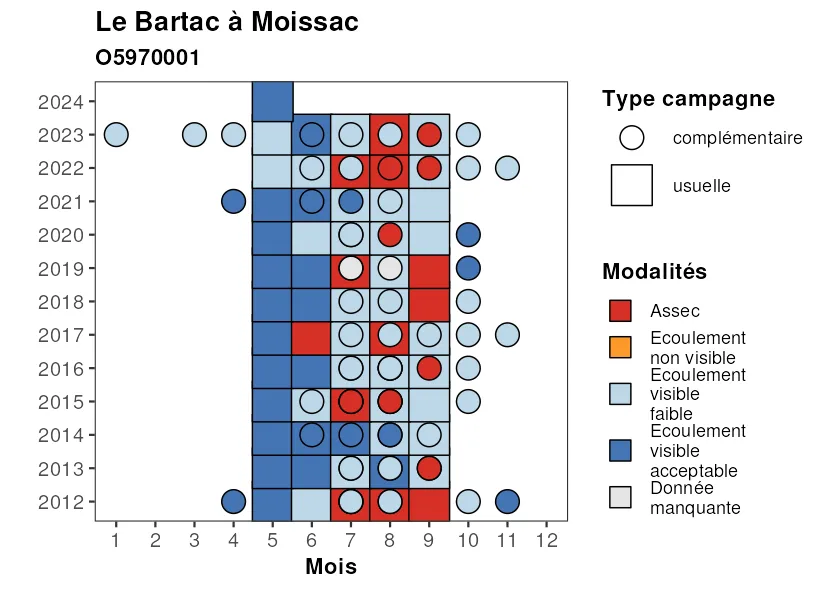 Le Bartac à Moissac
O5970001
2024
2023
2022
2021
2020
2019
2018
2017
2016
2015
2014
2013
2012
1 2 3 4 5 6 7 8 9 10 11 12
Mois
Type campagne
complémentaire
usuelle
Modalités
Assec
Ecoulement
non visible
Ecoulement
visible
faible
Ecoulement
visible
acceptable
Donnée
manquante